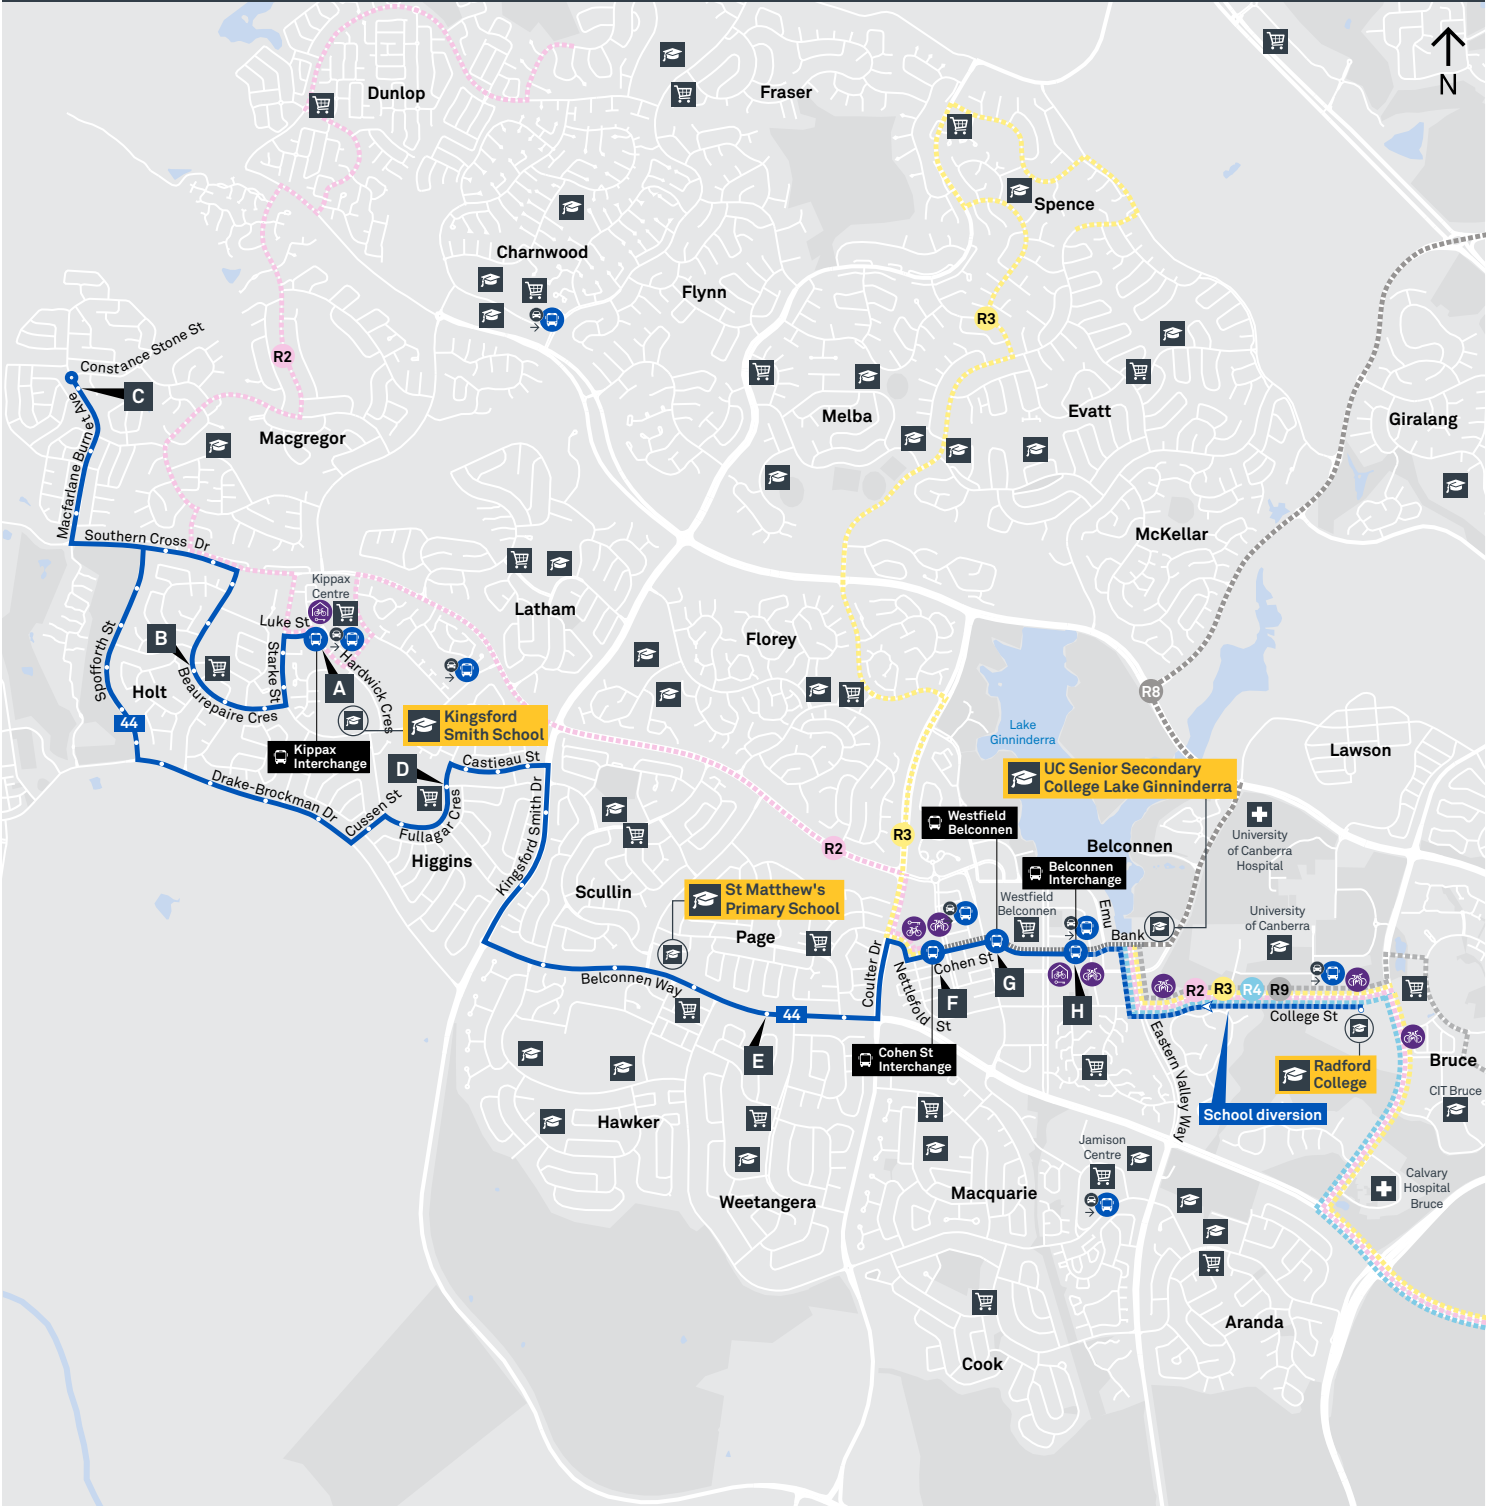 N
Dunlop
Fraser
Spence
Charnwood
Flynn
R3
Constance Stone St
R2
C
Macfarlane Burnet Ave
Macgregor
Melba
Evatt
Giralang
McKellar
Southern Cross Dr
Kippax
Centre
Latham
Luke St
Florey
B
Spofforth St
Holt
Starke St
Hardwick Cres
A
Beaurepaire Cres
44
Kingsford
Smith School
R8
Lake
Ginninderra
Lawson
Kippax
Interchange
D
Castieau St
UC Senior Secondary
College Lake Ginninderra
Drake-Brockman Dr
Cussen St
Fullagar Cres
Kingsford Smith Dr
Higgins
R2
R3
Westfield
Belconnen
Belconnen
University
of Canberra
Hospital
Belconnen
Interchange
Scullin
St Matthew's
Primary School
Westfield
Belconnen
Emu
Bank
University
of Canberra
Page
Coulter Dr
Nettlefold St
Cohen St
Belconnen Way
44
F
G
H
R2
R3
R4
R9
College St
E
Cohen St
Interchange
Eastern Valley Way
Radford
College
Bruce
CIT Bruce
School diversion
Hawker
Jamison
Centre
Calvary
Hospital
Bruce
Weetangera
Macquarie
Aranda
Cook